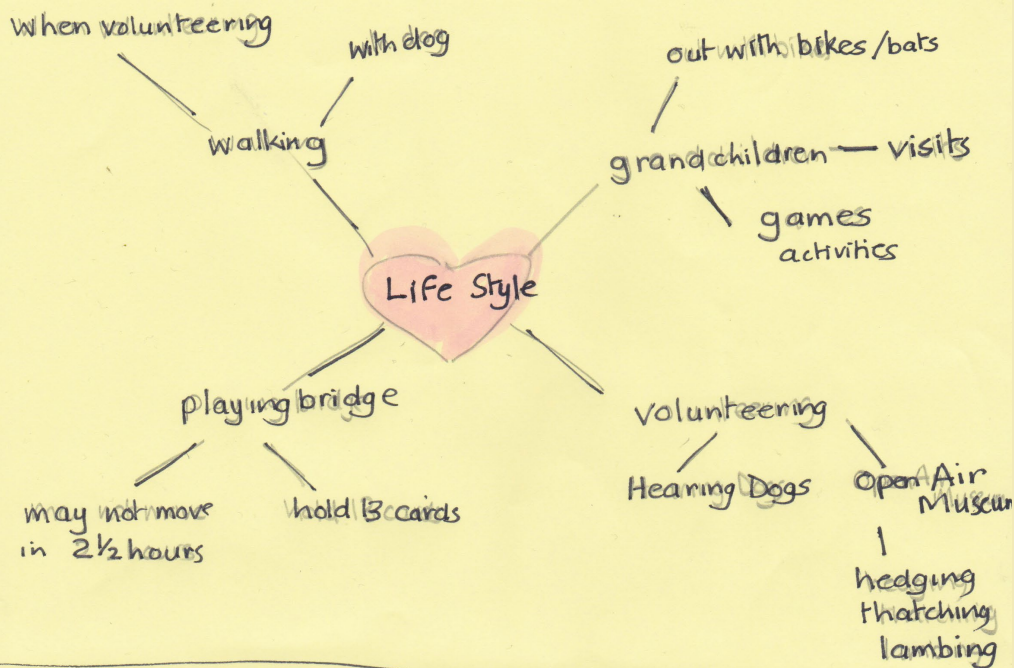 When volunteering
with dog
walking
out with bikes/bats
grandchildren
visits
games
activities
Life Style
playing bridge
may not move
in 2½ hours
hold 13 cards
volunteering
Hearing Dogs
Open Air
Museum
hedging
thatching
lambing